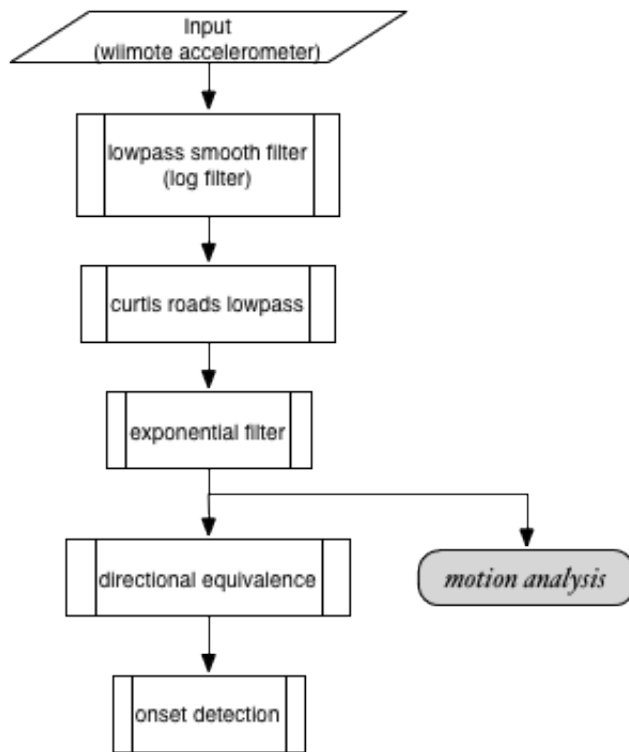 Input
(wiimote accelerometer)
lowpass smooth filter
(log filter)
curtis roads lowpass
exponential filter
directional equivalence
motion analysis
onset detection